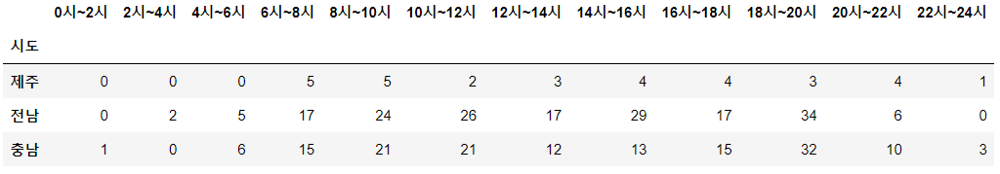 0시~2시 2시~4시 4시~6시 6시~8시 8시~10시 10시~12시 12시~14시 14시~16시 16시~18시 18시~20시 20시~22시 22시~24시
시도
제주 0 0 0 5 5 2 3 4 4 3 4 1
전남 0 2 5 17 24 26 17 29 17 34 6 0
충남 1 0 6 15 21 21 12 13 15 32 10 3